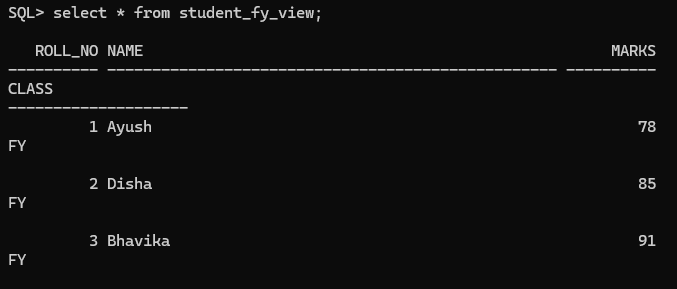 SQL> select * from student_fy_view;
   ROLL_NO NAME                                                    MARKS
---------- -------------------------------------------------- ----------
CLASS
--------------------
         1 Ayush                                                      78
FY
         2 Disha                                                      85
FY
         3 Bhavika                                                    91
FY